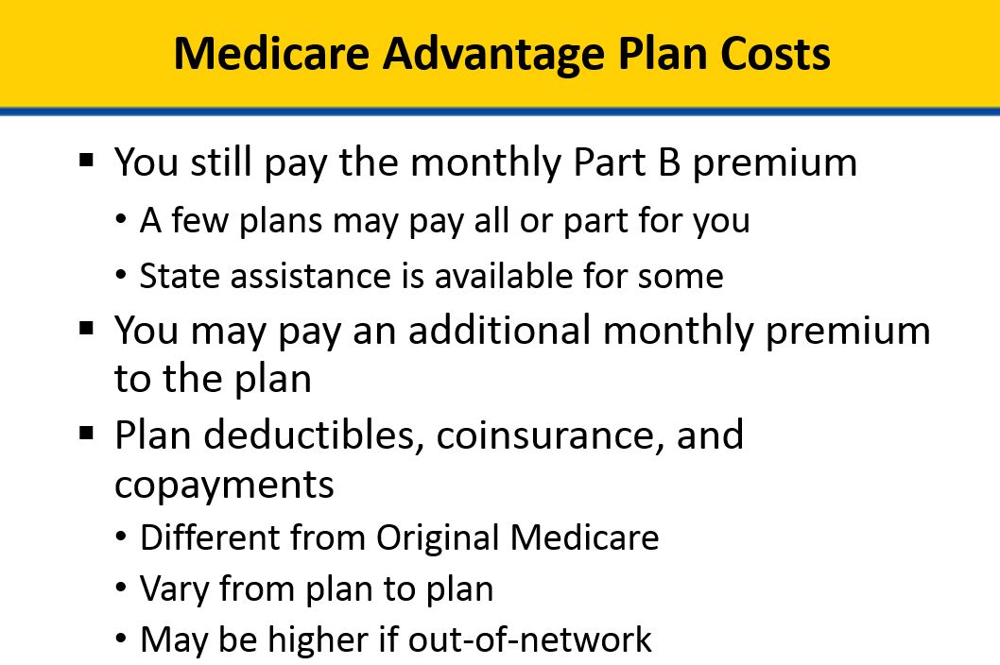 Medicare Advantage Plan Costs
▪ You still pay the monthly Part B premium
• A few plans may pay all or part for you
• State assistance is available for some
▪ You may pay an additional monthly premium
to the plan
▪ Plan deductibles, coinsurance, and
copayments
• Different from Original Medicare
• Vary from plan to plan
• May be higher if out-of-network